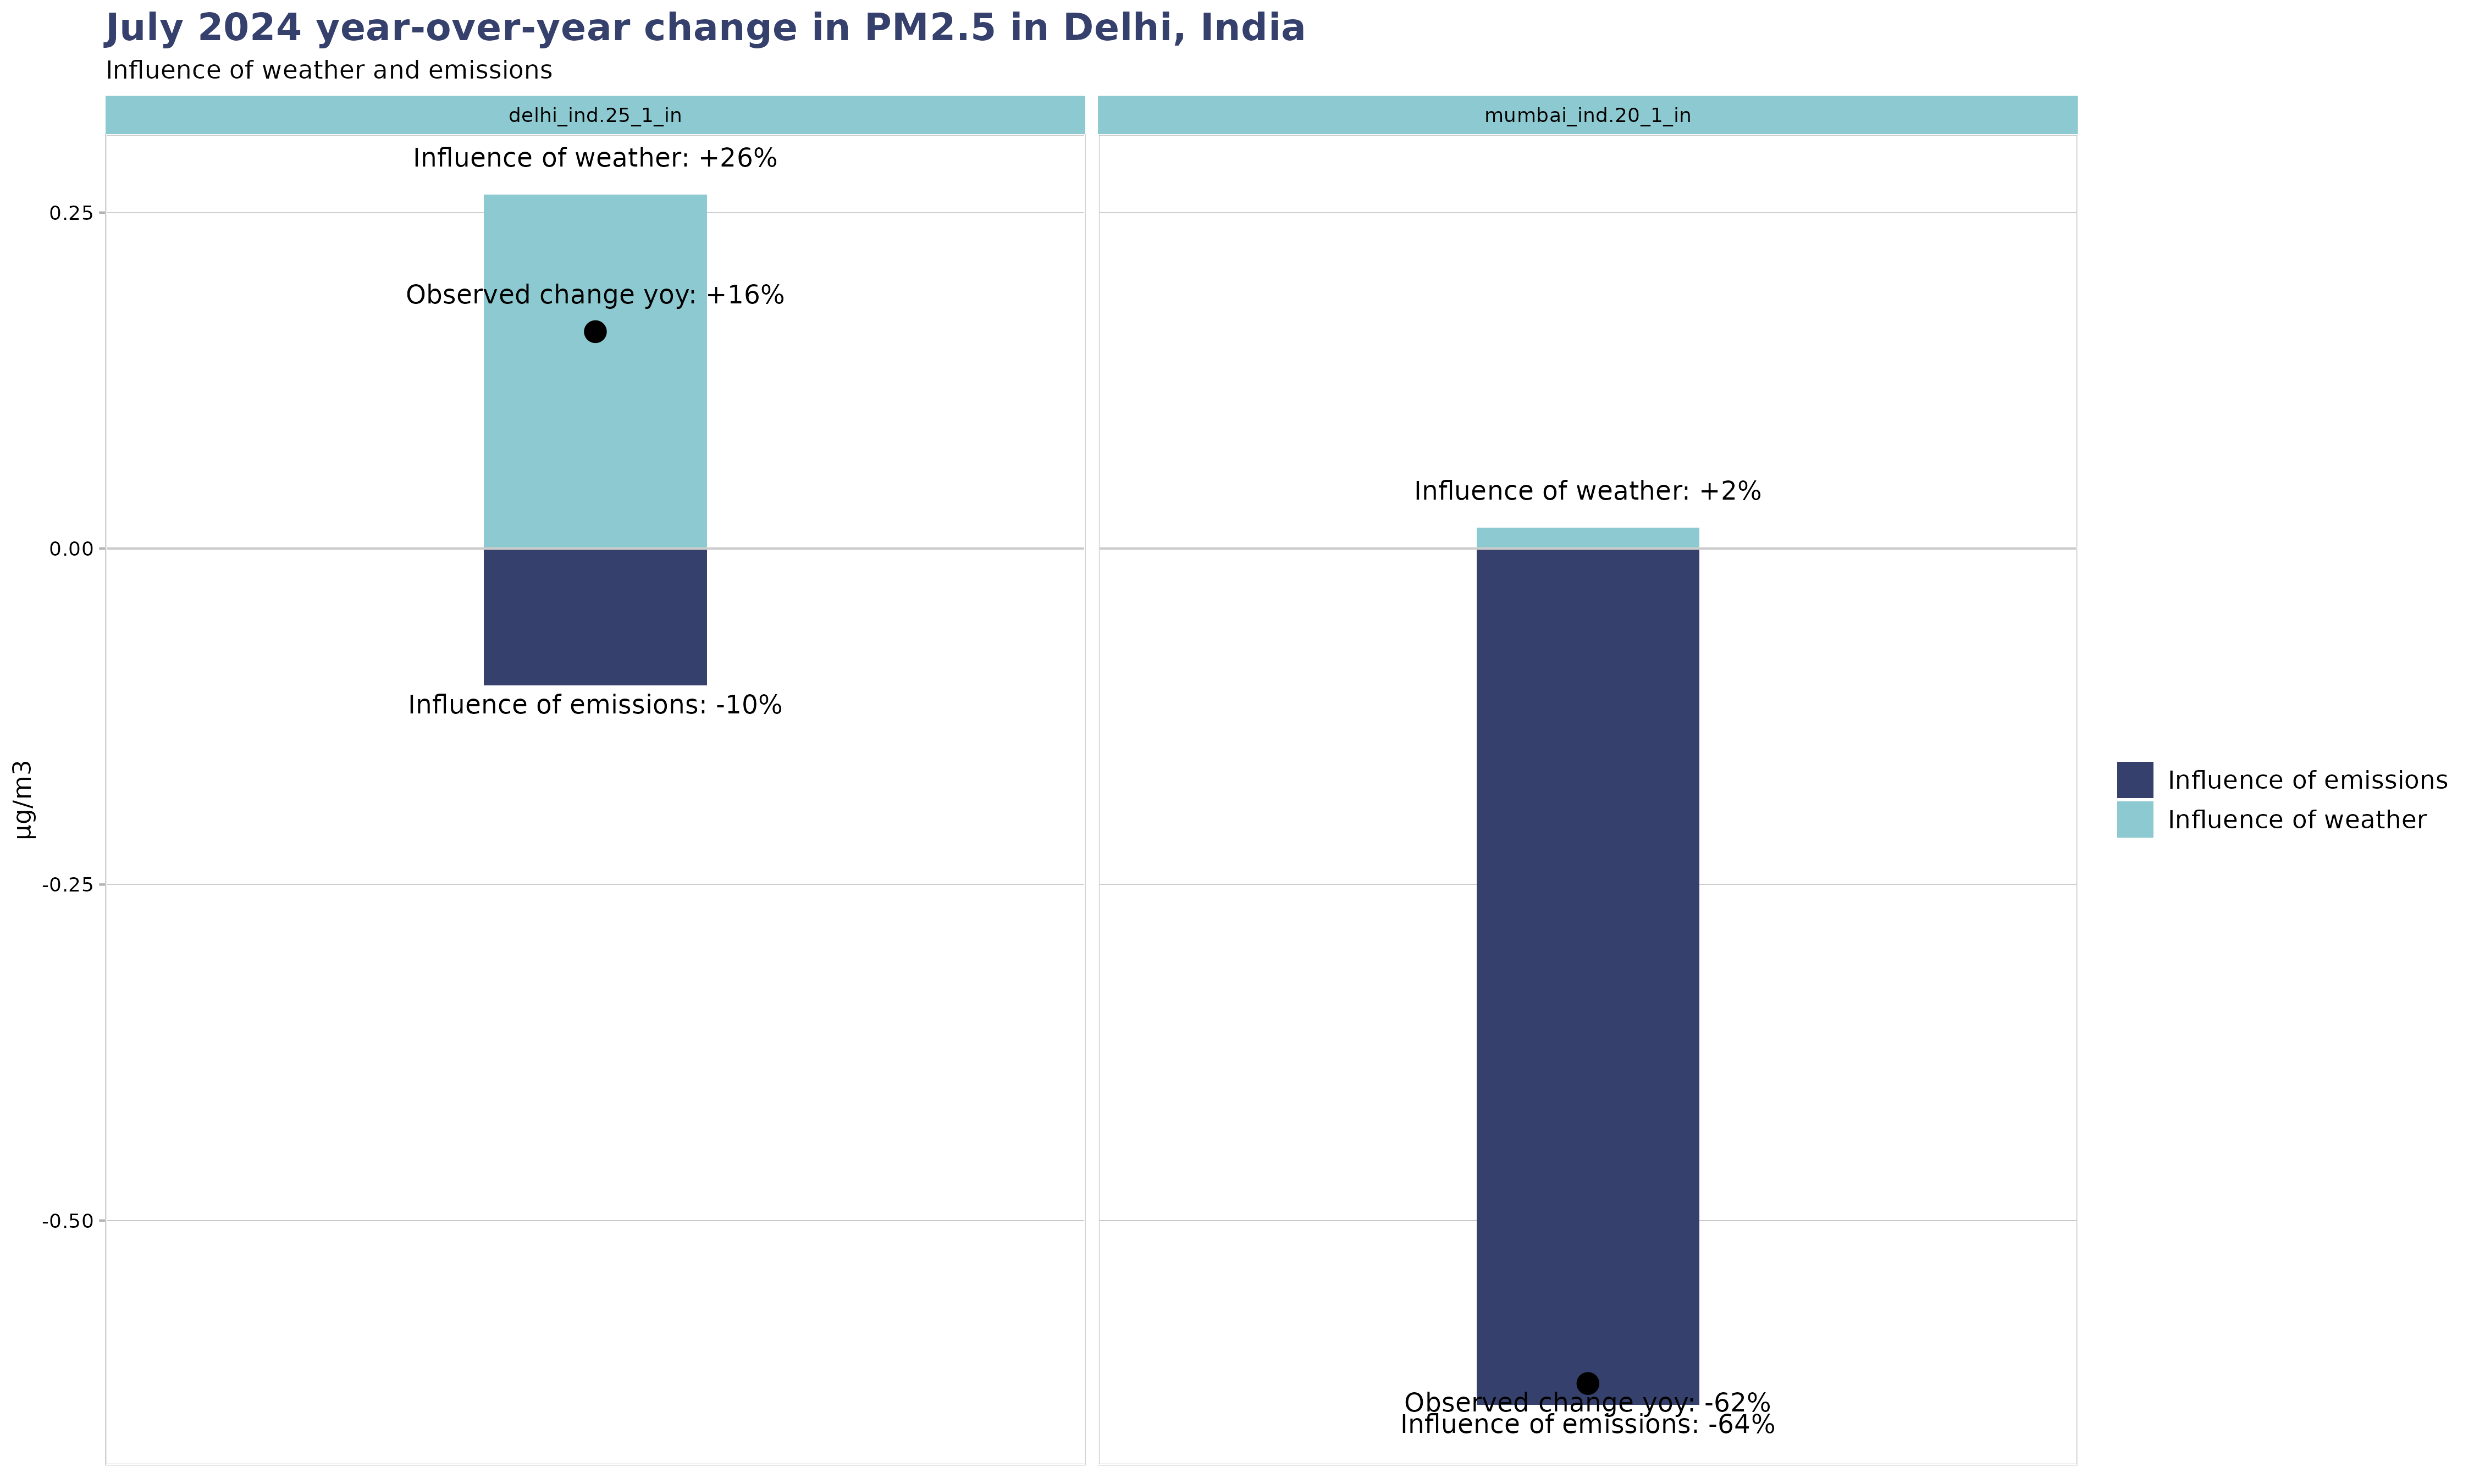 July 2024 year-over-year change in PM2.5 in Delhi, India
Influence of weather and emissions
delhi_ind.25_1_in
mumbai_ind.20_1_in
µg/m3
0.25
0.00
-0.25
-0.50
Influence of weather: +26%
Observed change yoy: +16%
Influence of emissions: -10%
Influence of weather: +2%
Observed change yoy: -62%
Influence of emissions: -64%
Influence of emissions
Influence of weather